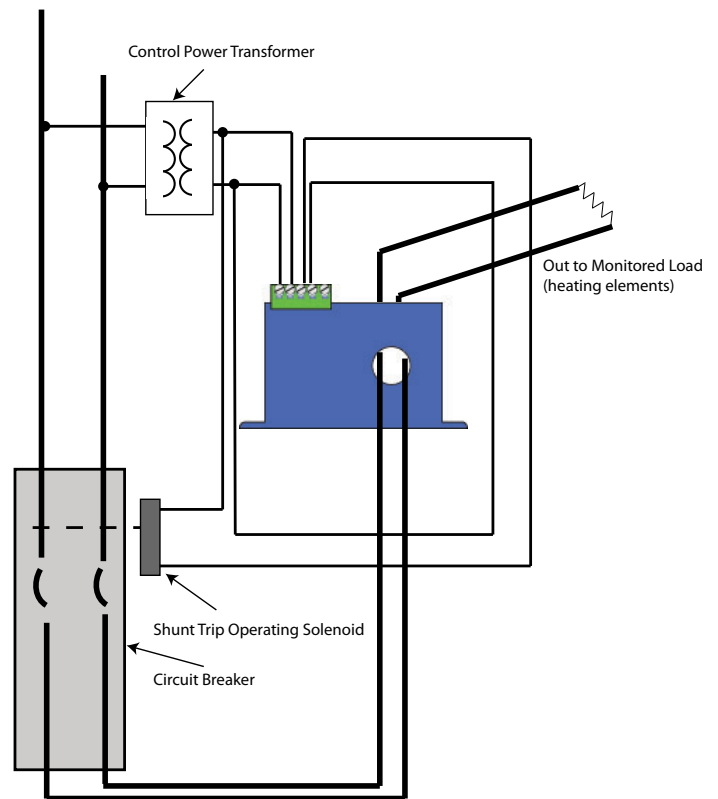 Control Power Transformer
Out to Monitored Load
(heating elements)
Shunt Trip Operating Solenoid
Circuit Breaker